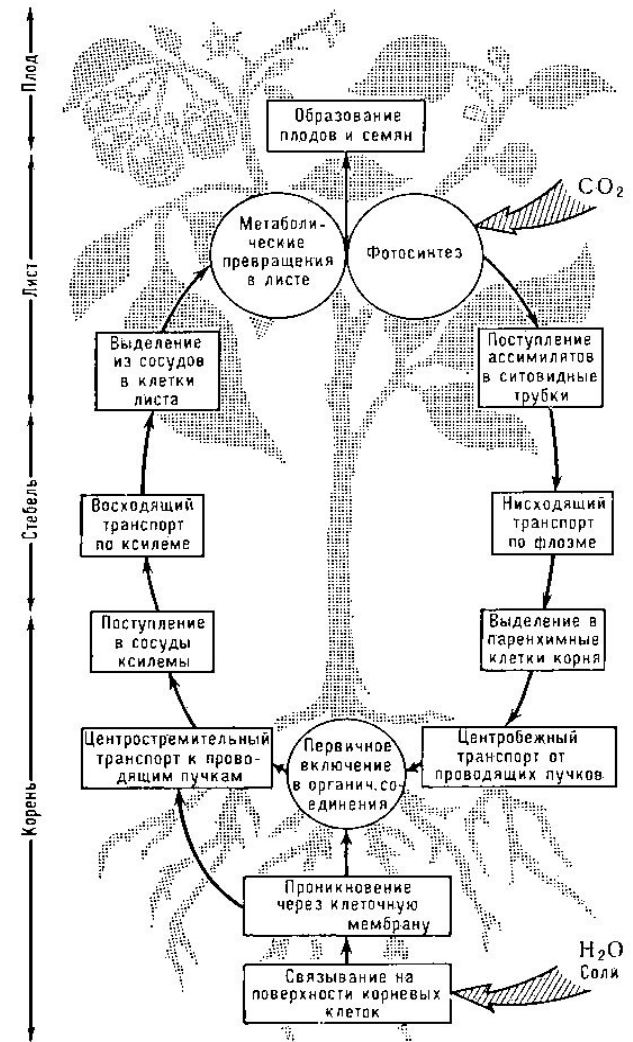 Плод
Образование
плодов и семян
CO₂
Лист
Метаболи-
ческие
превращения
в листе
Фотосинтез
Выделение
из сосудов
в клетки
листа
Поступление
ассимилятов
в ситовидные
трубки
Стебель
Восходящий
транспорт
по ксилеме
Нисходящий
транспорт
по флоэме
Корень
Поступление
в сосуды
ксилемы
Выделение в
паренхимные
клетки корня
Центростремительный
транспорт к прово-
дящим пучкам
Первичное
включение
в органич. со-
единения
Центробежный
транспорт от
проводящих пучков
Проникновение
через клеточную
мембрану
Связывание на
поверхности корневых
клеток
H₂O
Соли